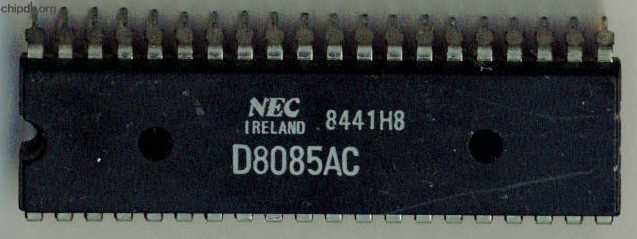 chipdb.org
NEC
IRELAND 8441H8
D8085AC